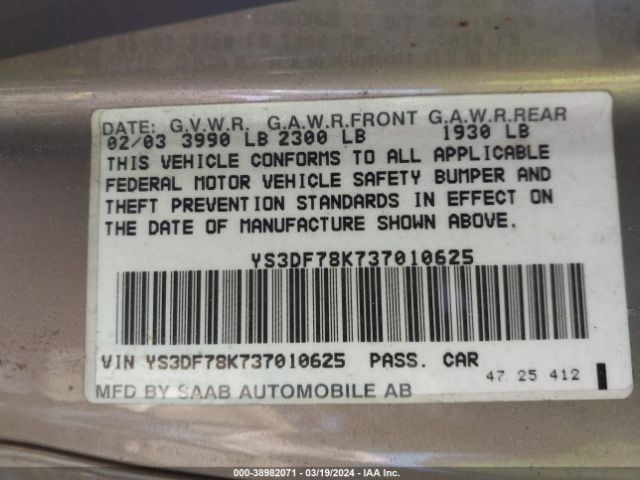 DATE: G.V.W.R. G.A.W.R.FRONT G.A.W.R.REAR
02/03 3990 LB 2300 LB 1930 LB
THIS VEHICLE CONFORMS TO ALL APPLICABLE
FEDERAL MOTOR VEHICLE SAFETY BUMPER AND
THEFT PREVENTION STANDARDS IN EFFECT ON
THE DATE OF MANUFACTURE SHOWN ABOVE.
YS3DF78K737010625
VIN YS3DF78K737010625 PASS. CAR
47 25 412
MFD BY SAAB AUTOMOBILE AB
000-38982071 - 03/19/2024 - IAA Inc.